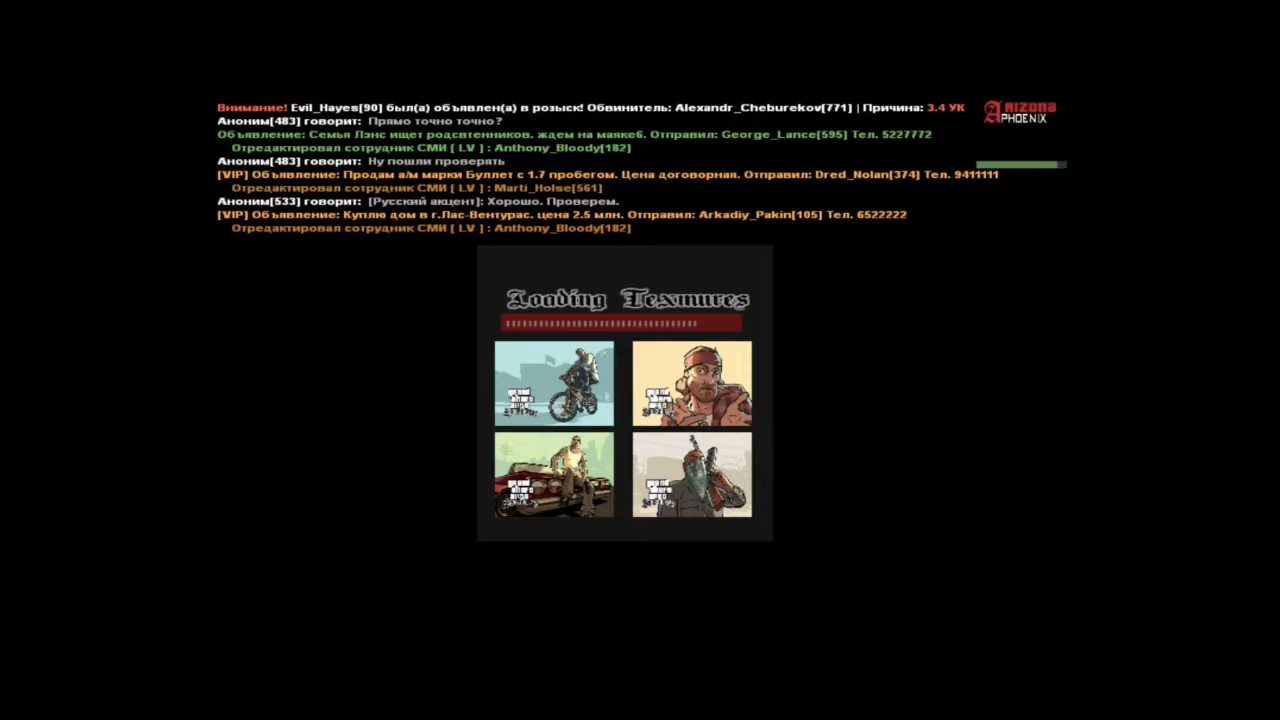 Внимание! Evil_Hayes[90] был(а) объявлен(а) в розыск! Обвинитель: Alexandr_Cheburekov[771] | Причина: 3.4 УК
ARIZONA
PHOENIX
Аноним[483] говорит: Прямо точно точно?
Объявление: Семья Лэнс ищет родсвтенников. ждем на маяке6. Отправил: George_Lance[595] Тел. 5227772
Отредактировал сотрудник СМИ [ LV ] : Anthony_Bloody[182]
Аноним[483] говорит: Ну пошли проверять
[VIP] Объявление: Продам а/м марки Буллет с 1.7 пробегом. Цена договорная. Отправил: Dred_Nolan[374] Тел. 9411111
Отредактировал сотрудник СМИ [ LV ] : Marti_Holse[561]
Аноним[533] говорит: [Русский акцент]: Хорошо. Проверем.
[VIP] Объявление: Куплю дом в г.Лас-Вентурас. цена 2.5 млн. Отправил: Arkadiy_Pakin[105] Тел. 6522222
Отредактировал сотрудник СМИ [ LV ] : Anthony_Bloody[182]
Loading Texmures